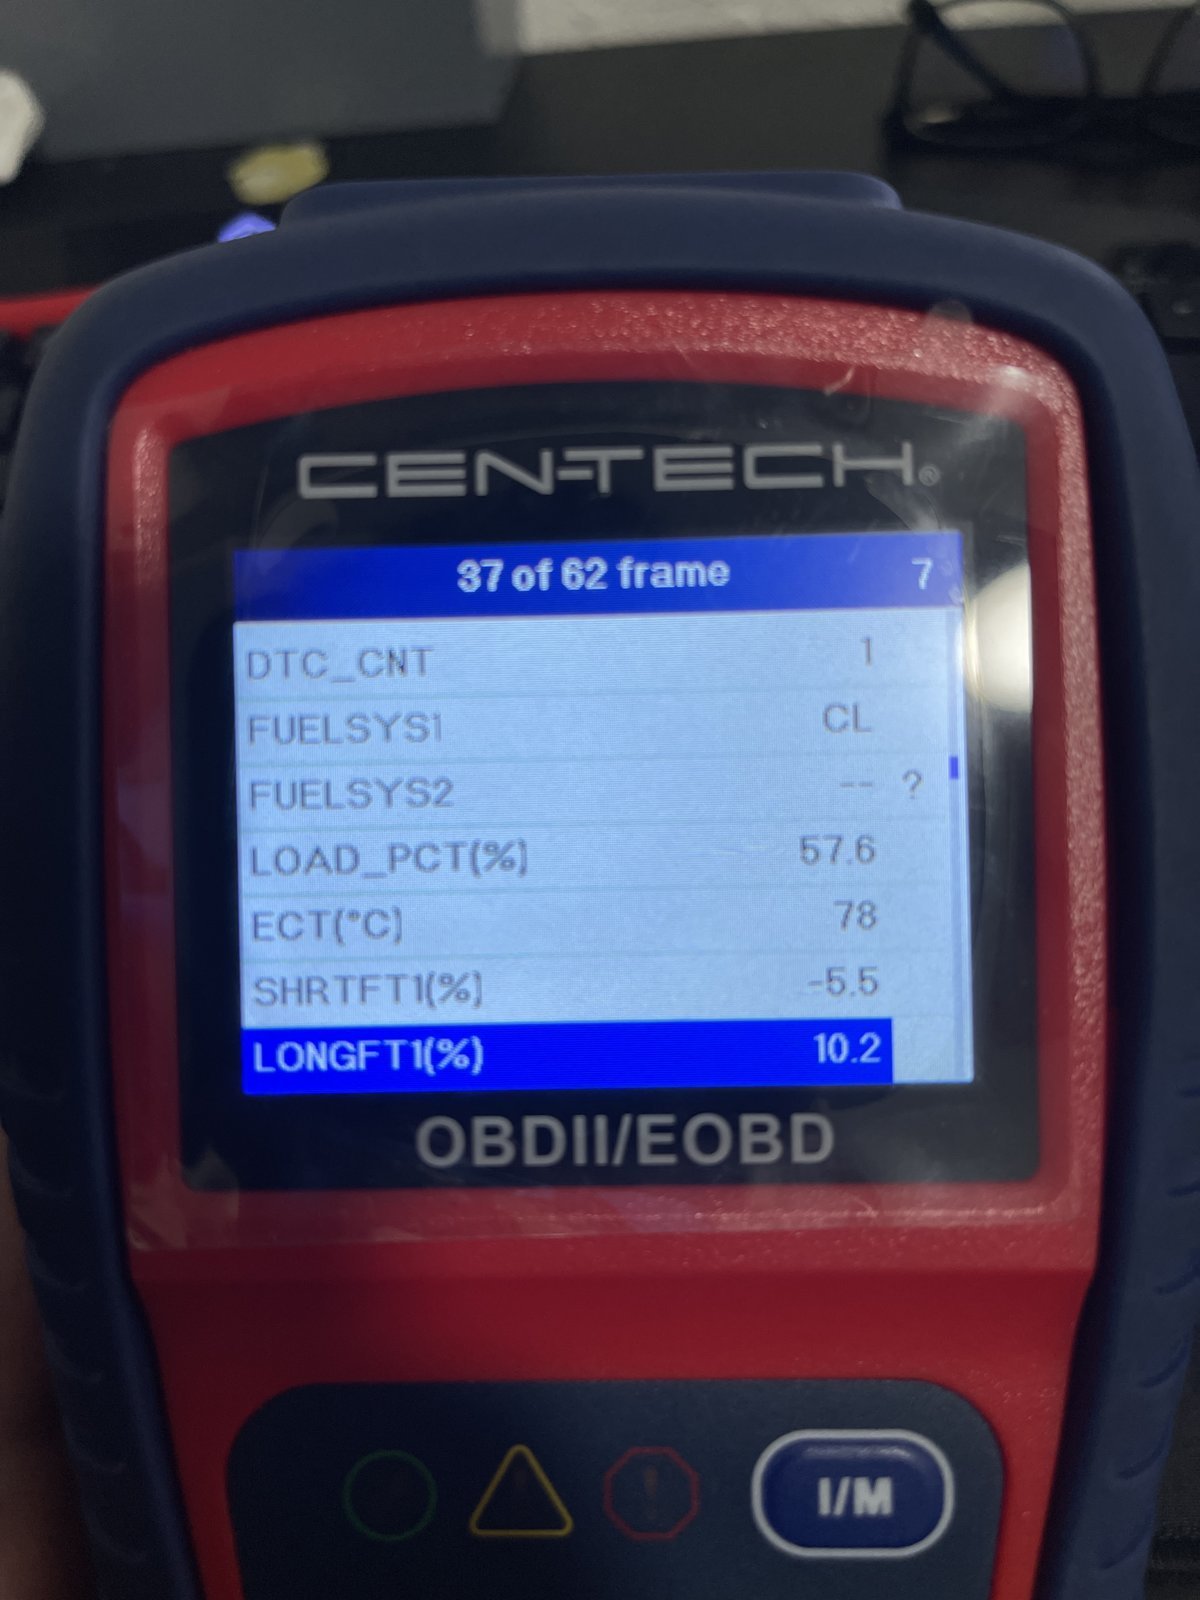 CEN-TECH®
37 of 62 frame 7
DTC_CNT 1
FUELSYS1 CL
FUELSYS2 -- ?
LOAD_PCT(%) 57.6
ECT(°C) 78
SHRTFT1(%) -5.5
LONGFT1(%) 10.2
OBDII/EOBD
I/M